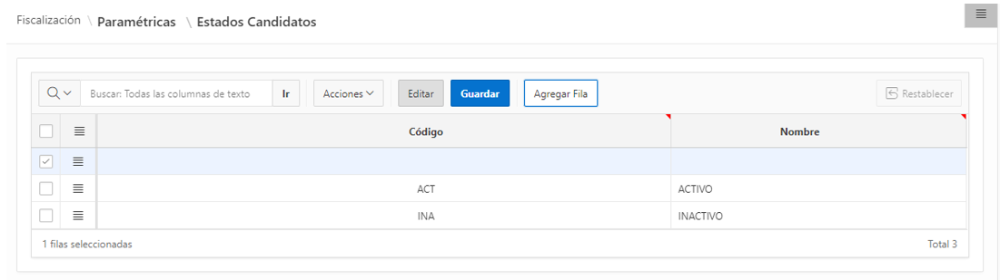 Fiscalización \ Paramétricas \ Estados Candidatos
Buscar: Todas las columnas de texto Ir Acciones Editar Guardar Agregar Fila Restablecer
Código Nombre
ACT ACTIVO
INA INACTIVO
1 filas seleccionadas Total 3